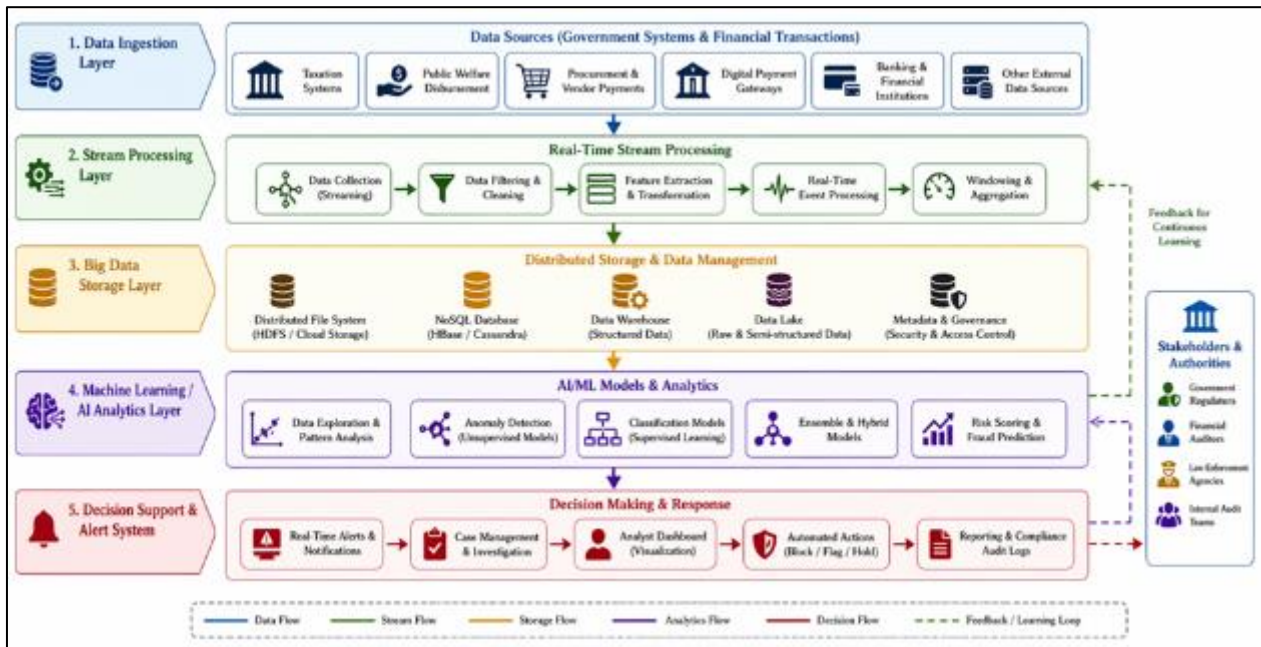 1. Data Ingestion
Layer
Data Sources (Government Systems & Financial Transactions)
Taxation
Systems
Public Welfare
Disbursement
Procurement &
Vendor Payments
Digital Payment
Gateways
Banking &
Financial
Institutions
Other External
Data Sources
2. Stream Processing
Layer
Real-Time Stream Processing
Data Collection
(Streaming)
Data Filtering &
Cleaning
Feature Extraction
& Transformation
Real-Time
Event Processing
Windowing &
Aggregation
Feedback for
Continuous
Learning
3. Big Data
Storage Layer
Distributed Storage & Data Management
Distributed File System
(HDFS / Cloud Storage)
NoSQL Database
(HBase / Cassandra)
Data Warehouse
(Structured Data)
Data Lake
(Raw & Semi-structured Data)
Metadata & Governance
(Security & Access Control)
Stakeholders &
Authorities
Government
Regulators
Financial
Auditors
Law Enforcement
Agencies
Internal Audit
Teams
4. Machine Learning /
AI Analytics Layer
AI/ML Models & Analytics
Data Exploration &
Pattern Analysis
Anomaly Detection
(Unsupervised Models)
Classification Models
(Supervised Learning)
Ensemble & Hybrid
Models
Risk Scoring &
Fraud Prediction
5. Decision Support &
Alert System
Decision Making & Response
Real-Time Alerts &
Notifications
Case Management
& Investigation
Analyst Dashboard
(Visualization)
Automated Actions
(Block / Flag / Hold)
Reporting & Compliance
Audit Logs
Data Flow
Stream Flow
Storage Flow
Analytics Flow
Decision Flow
Feedback / Learning Loop